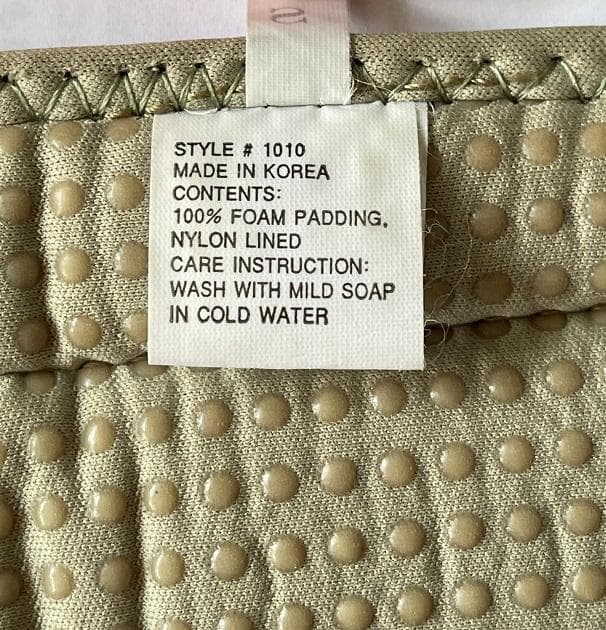 STYLE # 1010
MADE IN KOREA
CONTENTS:
100% FOAM PADDING,
NYLON LINED
CARE INSTRUCTION:
WASH WITH MILD SOAP
IN COLD WATER